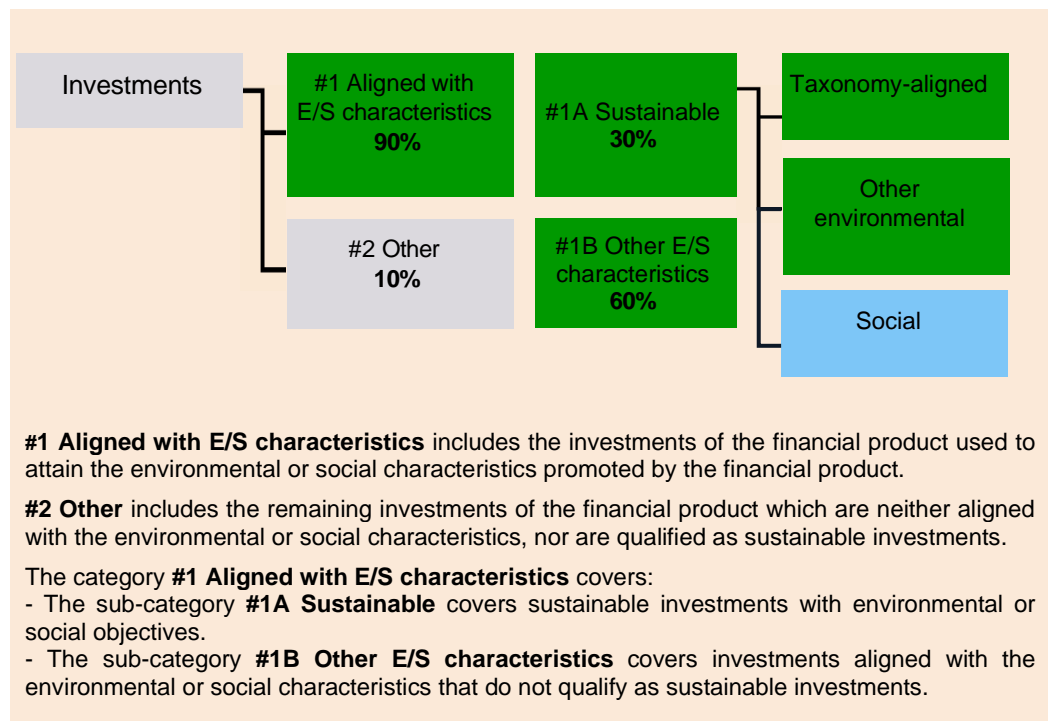 Investments
#1 Aligned with
E/S characteristics
90%
#2 Other
10%
#1A Sustainable
30%
#1B Other E/S
characteristics
60%
Taxonomy-aligned
Other
environmental
Social
#1 Aligned with E/S characteristics includes the investments of the financial product used to
attain the environmental or social characteristics promoted by the financial product.
#2 Other includes the remaining investments of the financial product which are neither aligned
with the environmental or social characteristics, nor are qualified as sustainable investments.
The category #1 Aligned with E/S characteristics covers:
- The sub-category #1A Sustainable covers sustainable investments with environmental or
social objectives.
- The sub-category #1B Other E/S characteristics covers investments aligned with the
environmental or social characteristics that do not qualify as sustainable investments.